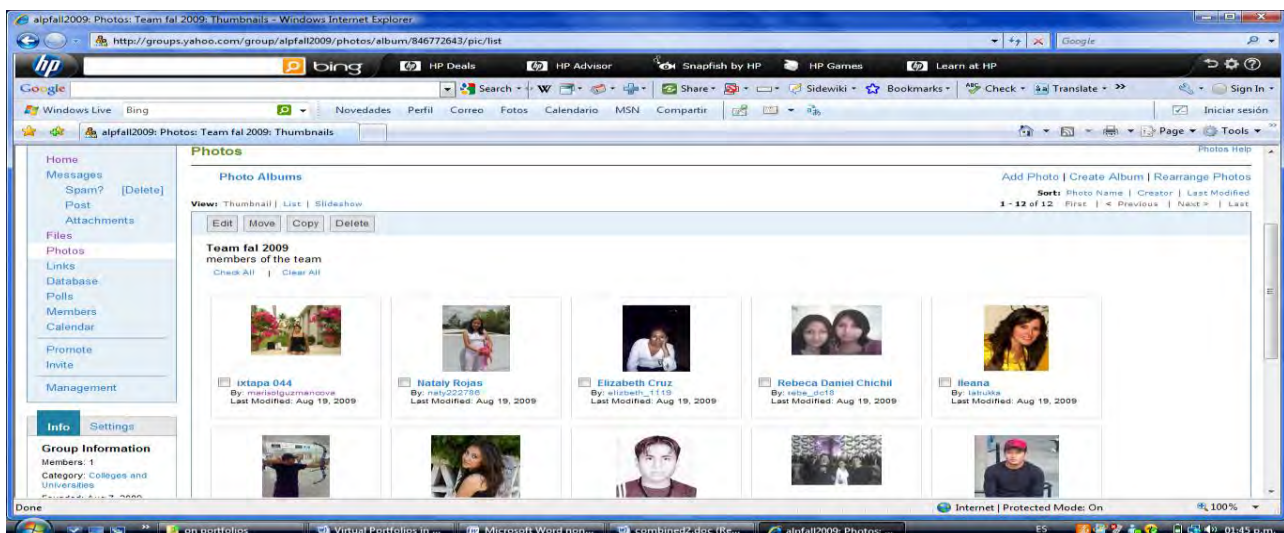 alpfall2009: Photos: Team fal 2009: Thumbnails - Windows Internet Explorer
http://groups.yahoo.com/group/alpfall2009/photos/album/846772643/pic/list Google
hp bing HP Deals HP Advisor Snapfish by HP HP Games Learn at HP
Google Search W Share Sidewiki Bookmarks Check Translate Sign In
Windows Live Bing Novedades Perfil Correo Fotos Calendario MSN Compartir Iniciar sesión
alpfall2009: Photos: Team fal 2009: Thumbnails Page Tools
Home
Messages
Spam? [Delete]
Post
Attachments
Files
Photos
Links
Database
Polls
Members
Calendar
Promote
Invite
Management
Info Settings
Group Information
Members: 1
Category: Colleges and
Universities
Photos Photos Help
Photo Albums Add Photo | Create Album | Rearrange Photos
Sort: Photo Name | Creator | Last Modified
View: Thumbnail | List | Slideshow 1 - 12 of 12 First | < Previous | Next > | Last
Edit Move Copy Delete
Team fal 2009
members of the team
Check All | Clear All
ixtapa 044
By: marisolguzmancova
Last Modified: Aug 19, 2009
Nataly Rojas
By: naty222786
Last Modified: Aug 19, 2009
Elizabeth Cruz
By: elizbeth_1119
Last Modified: Aug 19, 2009
Rebeca Daniel Chichil
By: rebe_dc18
Last Modified: Aug 19, 2009
Ileana
By: latrukka
Last Modified: Aug 19, 2009
Done Internet | Protected Mode: On 100%
on portfolios Virtual Portfolios in ... Microsoft Word non... combined2.doc (Re... alpfall2009: Photos: ... ES 01:45 p.m.